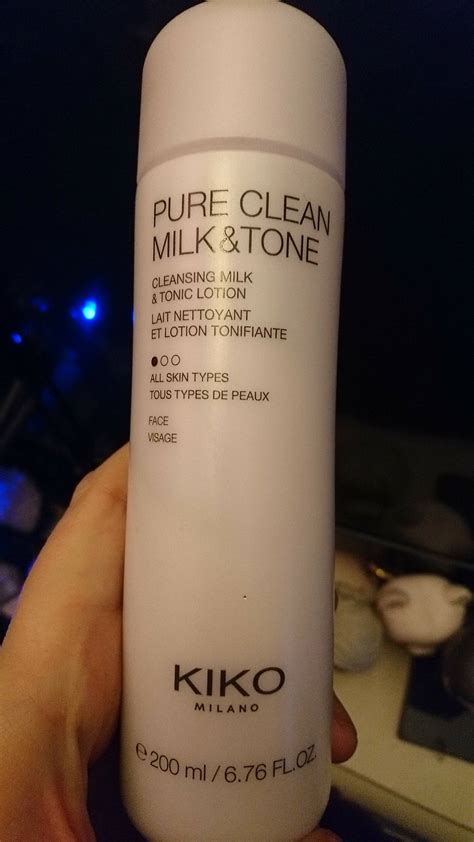 PURE CLEAN
MILK&TONE
CLEANSING MILK
& TONIC LOTION
LAIT NETTOYANT
ET LOTION TONIFIANTE
ALL SKIN TYPES
TOUS TYPES DE PEAUX
FACE
VISAGE
KIKO
MILANO
e 200 ml / 6.76 FL.OZ.